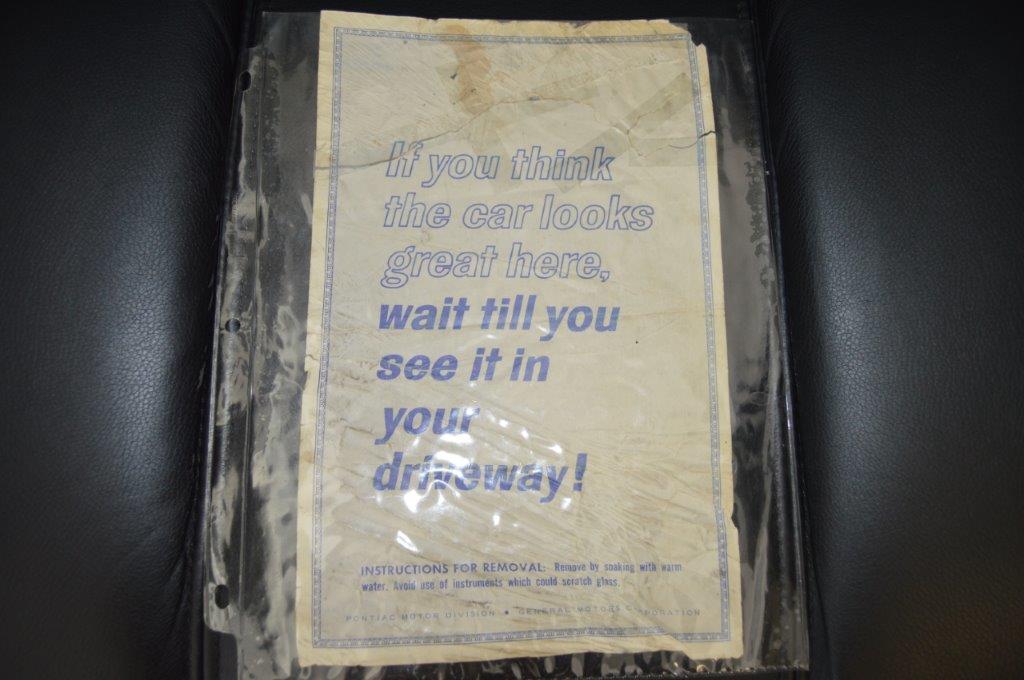 If you think
the car looks
great here,
wait till you
see it in
your
driveway!
INSTRUCTIONS FOR REMOVAL: Remove by soaking with warm
water. Avoid use of instruments which could scratch glass.
PONTIAC MOTOR DIVISION • GENERAL MOTORS CORPORATION